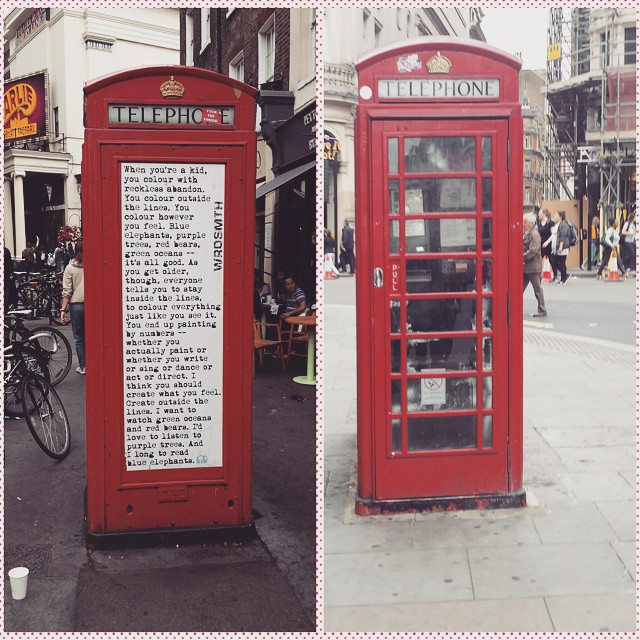 TELEPHONE
When you're a kid,
you colour with
reckless abandon.
You colour outside
the lines. You
colour however
you feel. Blue
elephants, purple
trees, red bears,
green oceans --
it's all good. As
you get older,
though, everyone
tells you to stay
inside the lines,
to colour everything
just like you see it.
You end up painting
by numbers --
whether you
actually paint or
whether you write
or sing or dance or
act or direct. I
think you should
create what you feel.
Create outside the
lines. I want to
watch green oceans
and red bears. I'd
love to listen to
purple trees. And
I long to read
blue elephants.
WRDSMTH
TELEPHONE
PULL